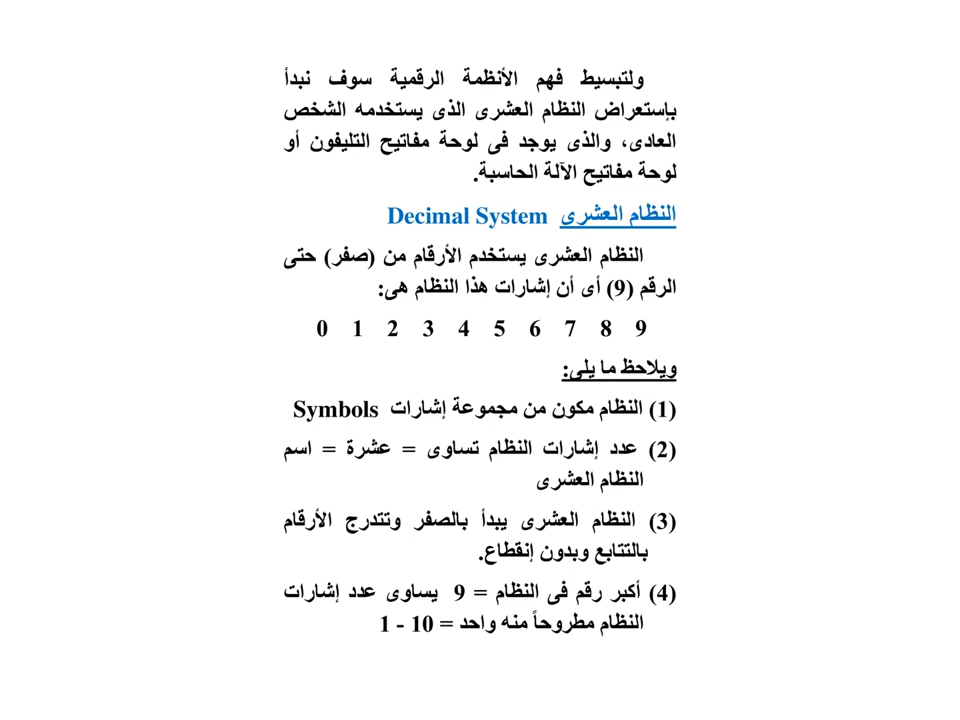 ولتبسيط فهم الأنظمة الرقمية سوف نبدأ
بإستعراض النظام العشرى الذى يستخدمه الشخص
العادى، والذى يوجد فى لوحة مفاتيح التليفون أو
لوحة مفاتيح الآلة الحاسبة.
النظام العشرى Decimal System
النظام العشرى يستخدم الأرقام من (صفر) حتى
الرقم (9) أى أن إشارات هذا النظام هى:
0 1 2 3 4 5 6 7 8 9
ويلاحظ ما يلى:
(1) النظام مكون من مجموعة إشارات Symbols
(2) عدد إشارات النظام تساوى = عشرة = اسم
النظام العشرى
(3) النظام العشرى يبدأ بالصفر وتتدرج الأرقام
بالتتابع وبدون إنقطاع.
(4) أكبر رقم فى النظام = 9 يساوى عدد إشارات
النظام مطروحاً منه واحد = 10 - 1